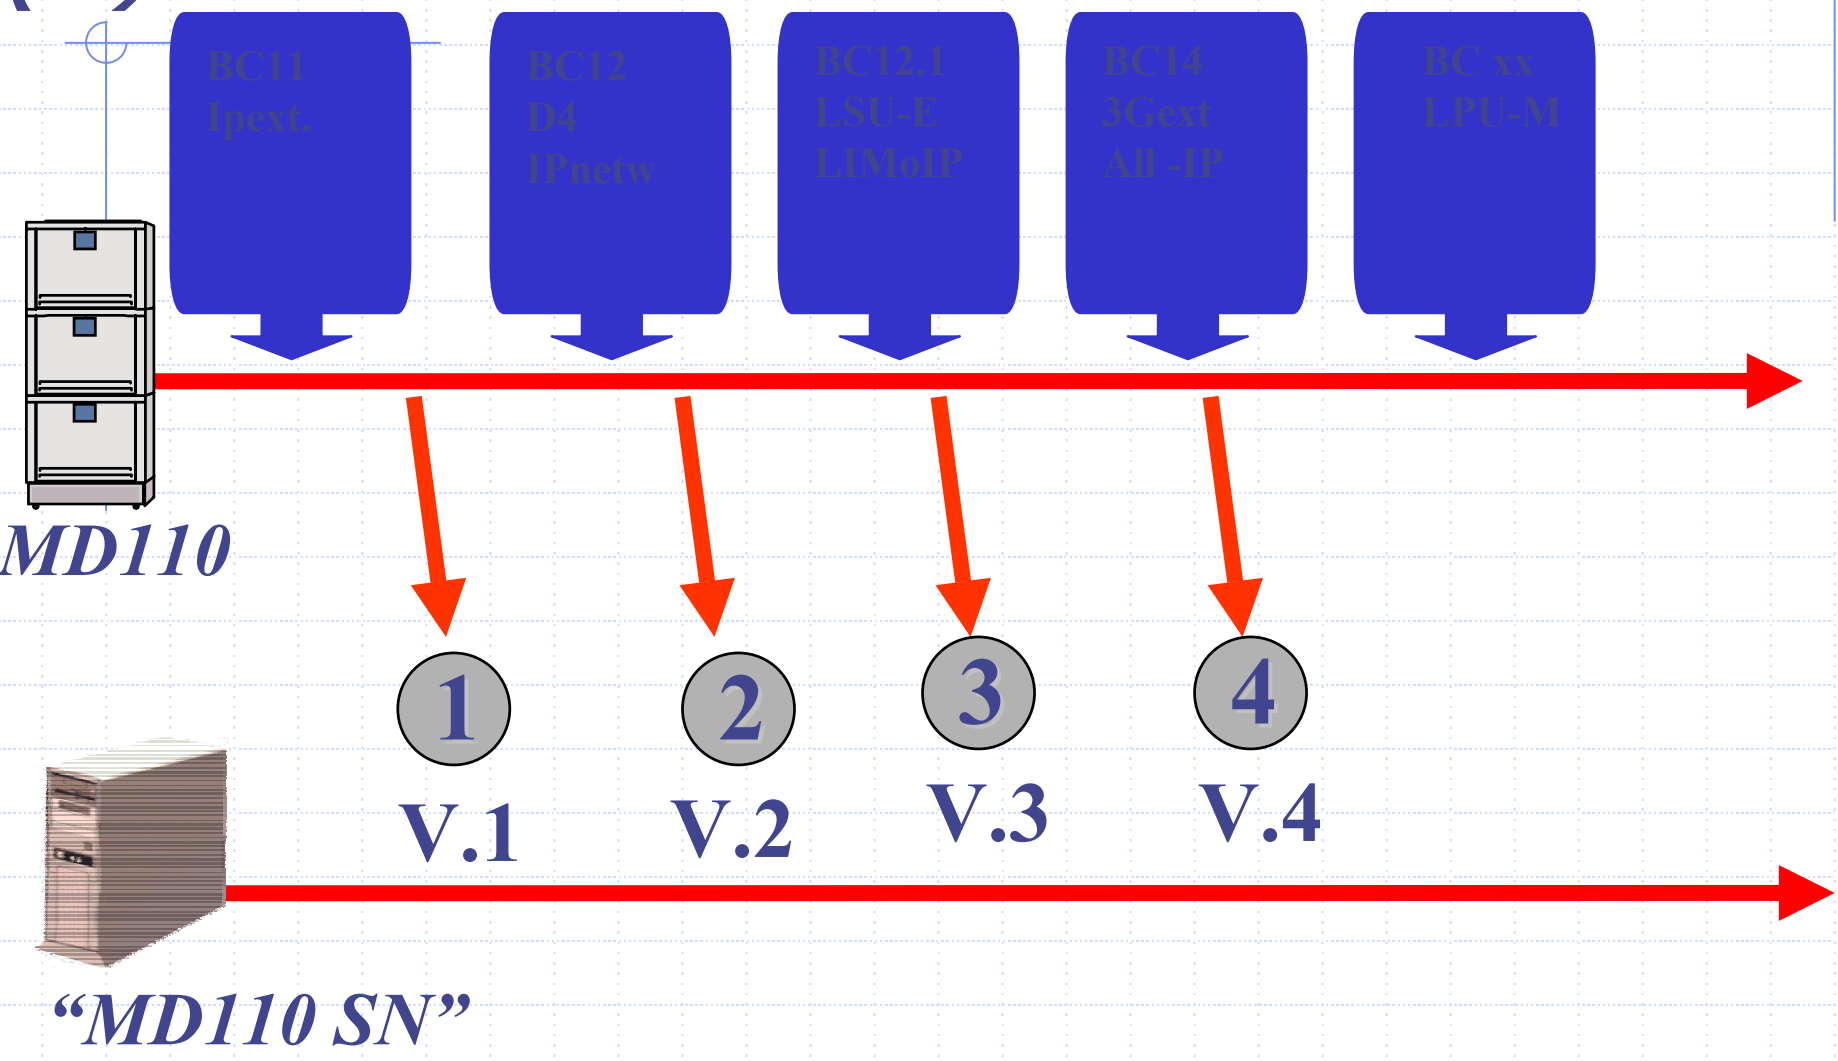 BC11
Ipext.
BC12
D4
IPnetw
BC12.1
LSU-E
LIMoIP
BC14
3Gext
All -IP
BC xx
LPU-M
MD110
1
2
3
4
V.1
V.2
V.3
V.4
“MD110 SN”